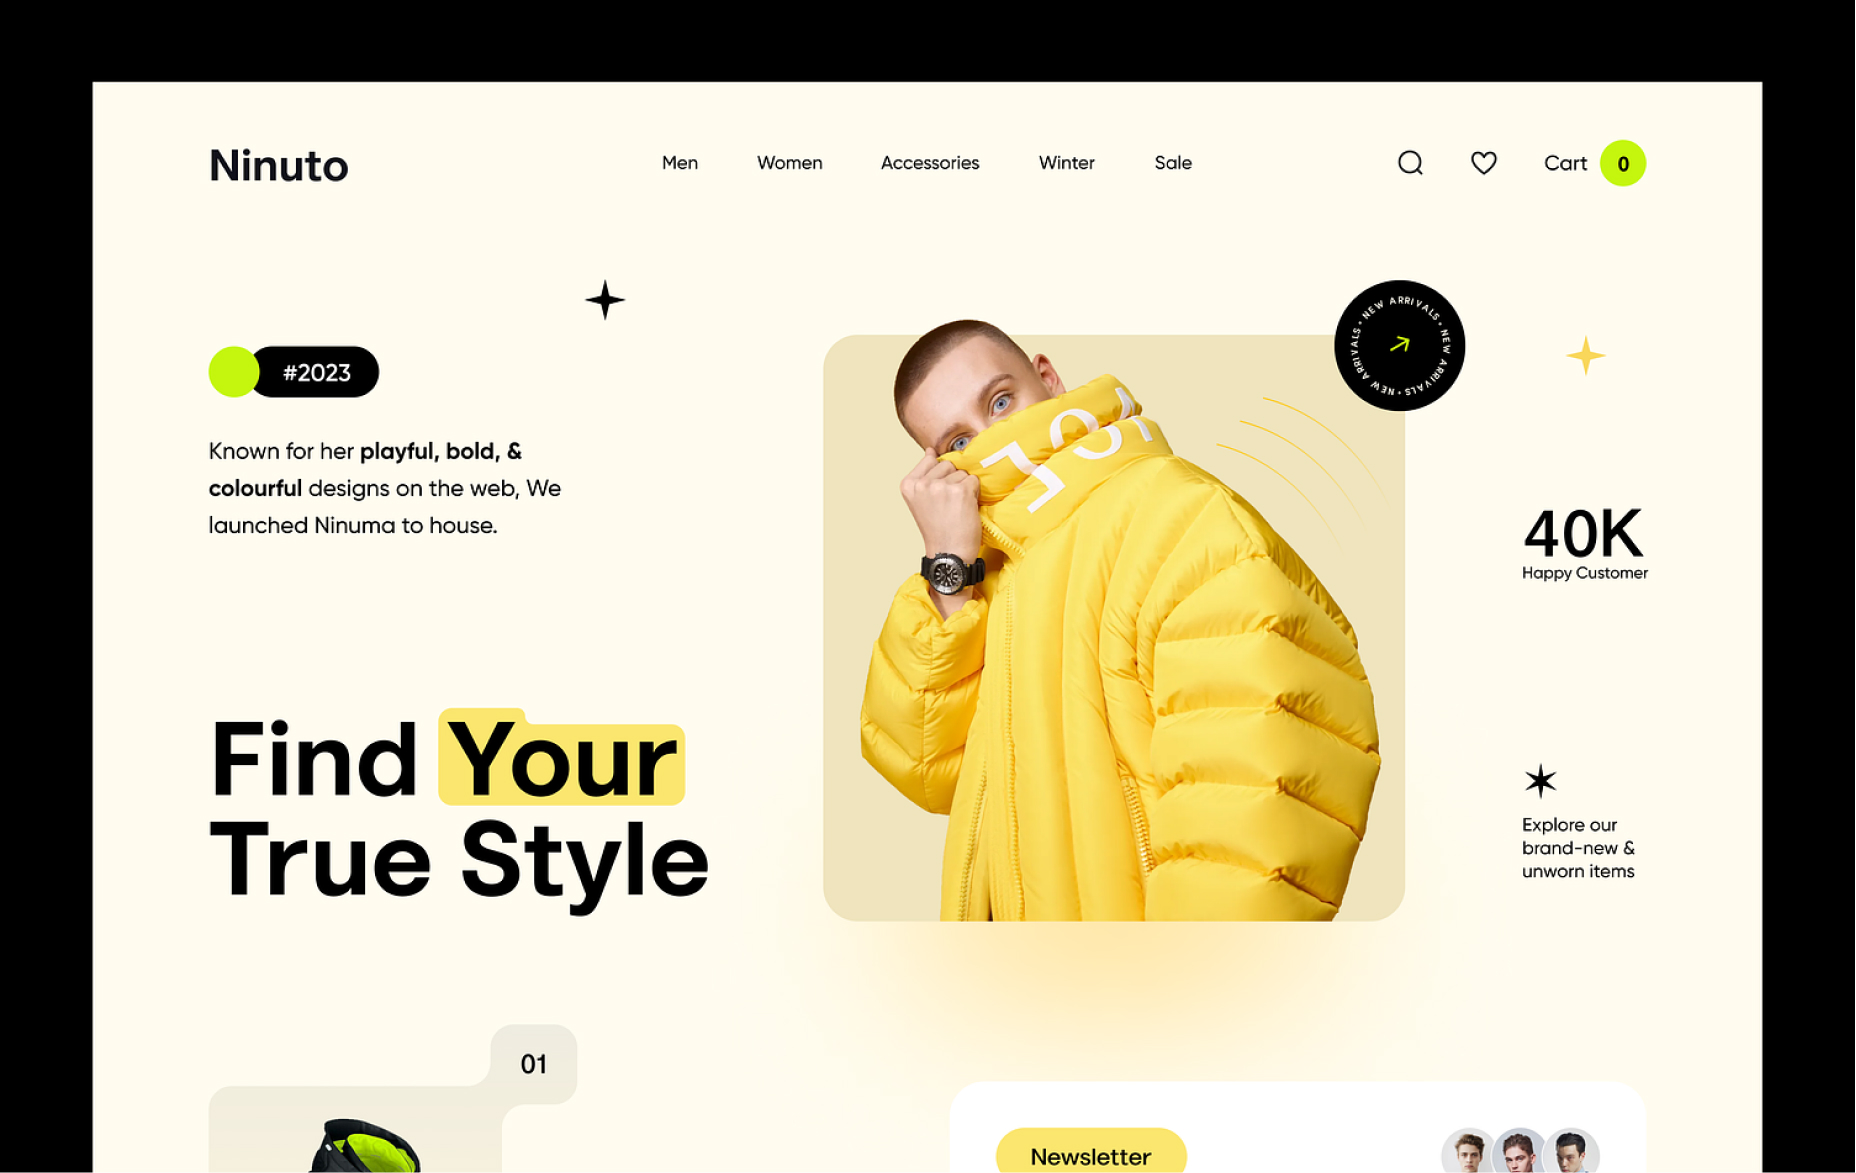 Ninuto
Men
Women
Accessories
Winter
Sale
Cart
0
NEW ARRIVALS • NEW ARRIVALS • NEW ARRIVALS •
#2023
Known for her playful, bold, &
colourful designs on the web, We
launched Ninuma to house.
40K
Happy Customer
Find Your
True Style
Explore our
brand-new &
unworn items
01
Newsletter